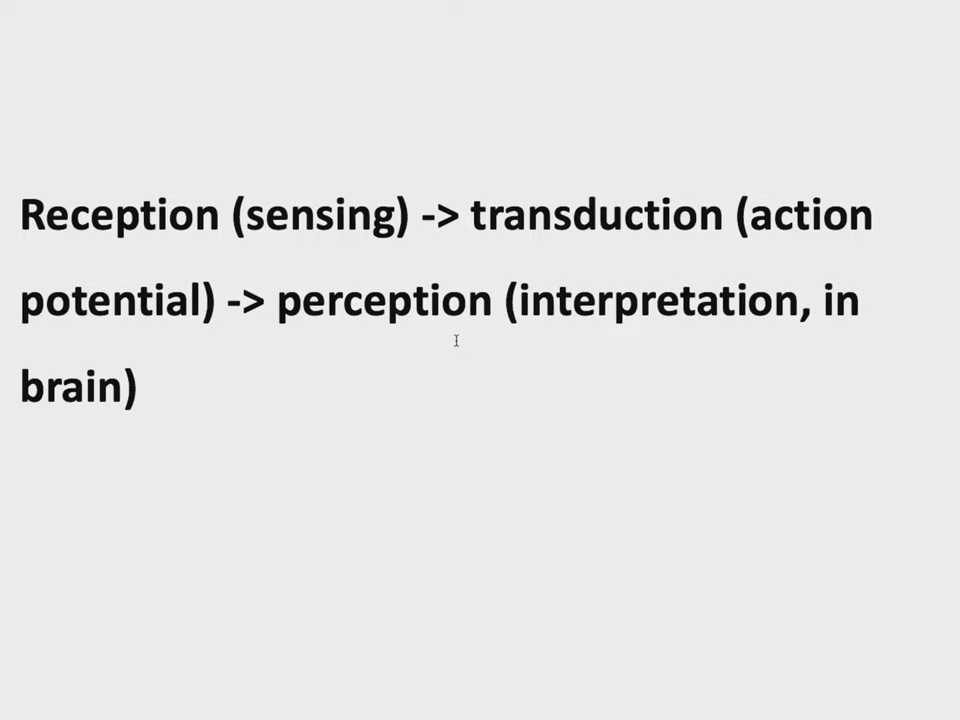 Reception (sensing) -> transduction (action
potential) -> perception (interpretation, in
brain)